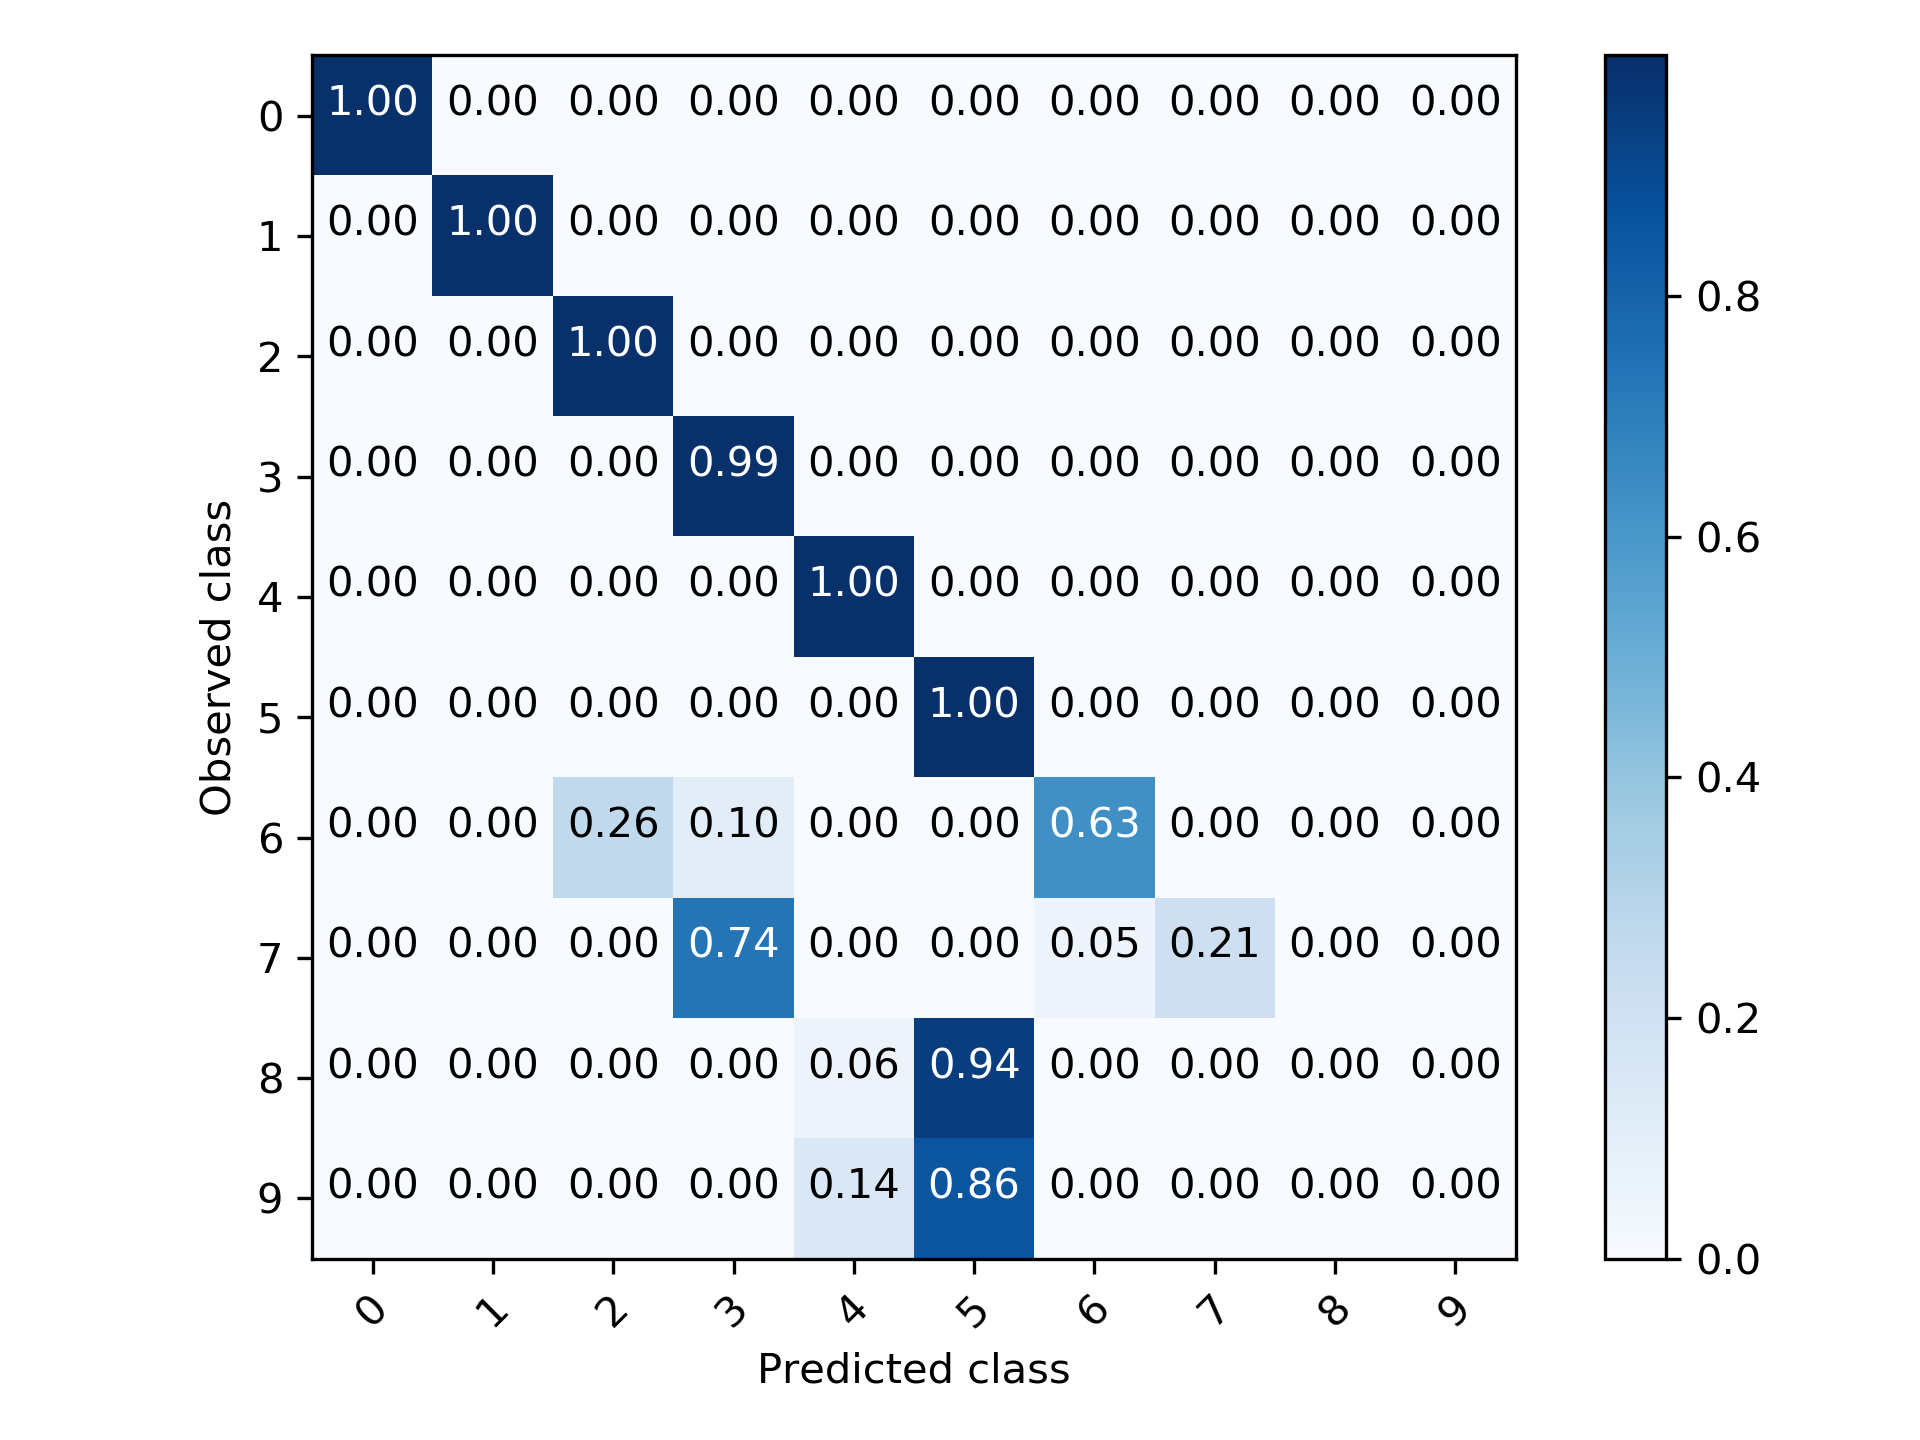 0 1.00 0.00 0.00 0.00 0.00 0.00 0.00 0.00 0.00 0.00
1 0.00 1.00 0.00 0.00 0.00 0.00 0.00 0.00 0.00 0.00
2 0.00 0.00 1.00 0.00 0.00 0.00 0.00 0.00 0.00 0.00
3 0.00 0.00 0.00 0.99 0.00 0.00 0.00 0.00 0.00 0.00
4 0.00 0.00 0.00 0.00 1.00 0.00 0.00 0.00 0.00 0.00
5 0.00 0.00 0.00 0.00 0.00 1.00 0.00 0.00 0.00 0.00
6 0.00 0.00 0.26 0.10 0.00 0.00 0.63 0.00 0.00 0.00
7 0.00 0.00 0.00 0.74 0.00 0.00 0.05 0.21 0.00 0.00
8 0.00 0.00 0.00 0.00 0.06 0.94 0.00 0.00 0.00 0.00
9 0.00 0.00 0.00 0.00 0.14 0.86 0.00 0.00 0.00 0.00
0 1 2 3 4 5 6 7 8 9
Predicted class
Observed class
0.8
0.6
0.4
0.2
0.0